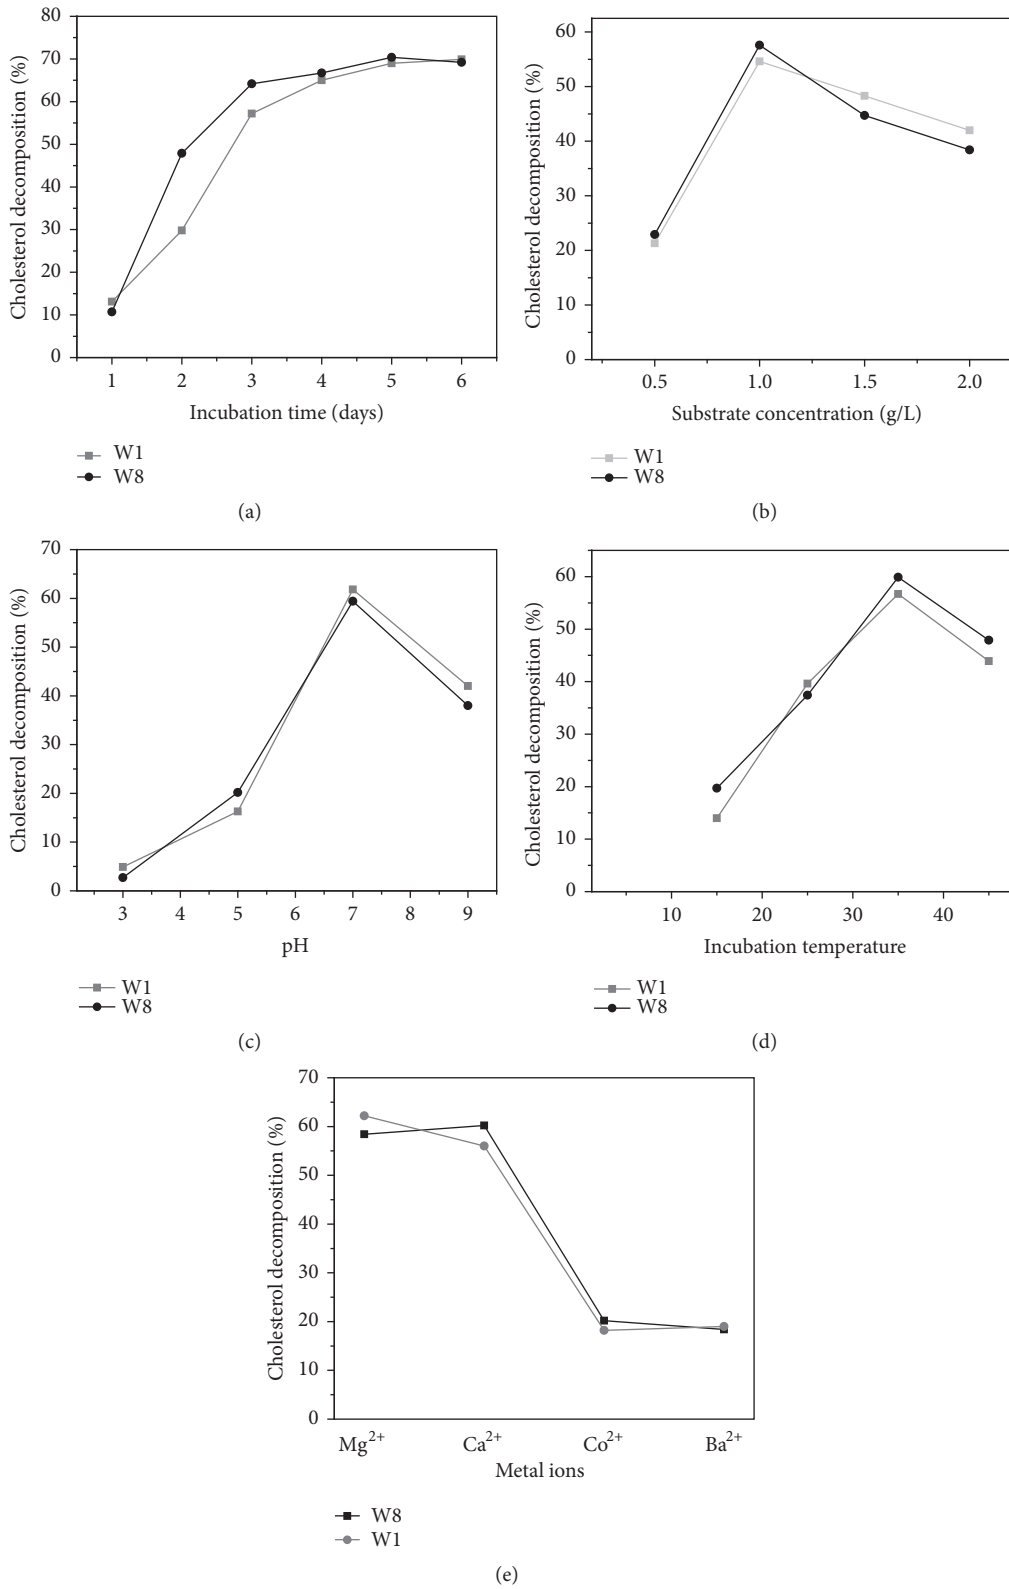 Cholesterol decomposition (%)
80
70
60
50
40
30
20
10
0
1 2 3 4 5 6
Incubation time (days)
W1
W8
(a)
Cholesterol decomposition (%)
60
50
40
30
20
10
0
0.5 1.0 1.5 2.0
Substrate concentration (g/L)
W1
W8
(b)
Cholesterol decomposition (%)
70
60
50
40
30
20
10
0
3 4 5 6 7 8 9
pH
W1
W8
(c)
Cholesterol decomposition (%)
60
50
40
30
20
10
0
10 20 30 40
Incubation temperature
W1
W8
(d)
Cholesterol decomposition (%)
70
60
50
40
30
20
10
0
Mg²⁺ Ca²⁺ Co²⁺ Ba²⁺
Metal ions
W8
W1
(e)